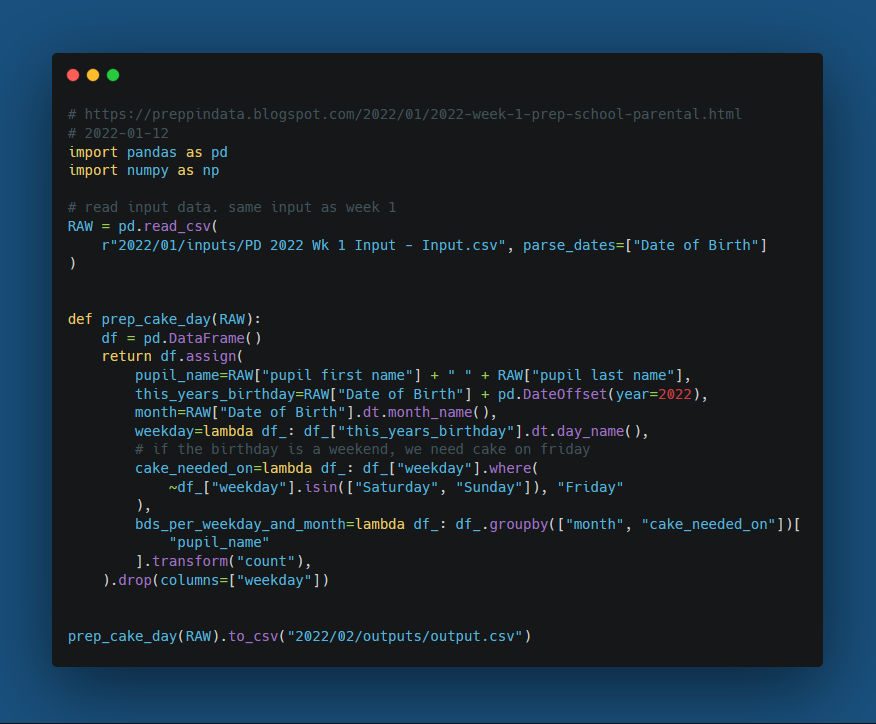 # https://preppindata.blogspot.com/2022/01/2022-week-1-prep-school-parental.html
# 2022-01-12
import pandas as pd
import numpy as np

# read input data. same input as week 1
RAW = pd.read_csv(
    r"2022/01/inputs/PD 2022 Wk 1 Input - Input.csv", parse_dates=["Date of Birth"]
)


def prep_cake_day(RAW):
    df = pd.DataFrame()
    return df.assign(
        pupil_name=RAW["pupil first name"] + " " + RAW["pupil last name"],
        this_years_birthday=RAW["Date of Birth"] + pd.DateOffset(year=2022),
        month=RAW["Date of Birth"].dt.month_name(),
        weekday=lambda df_: df_["this_years_birthday"].dt.day_name(),
        # if the birthday is a weekend, we need cake on friday
        cake_needed_on=lambda df_: df_["weekday"].where(
            ~df_["weekday"].isin(["Saturday", "Sunday"]), "Friday"
        ),
        bds_per_weekday_and_month=lambda df_: df_.groupby(["month", "cake_needed_on"])[
            "pupil_name"
        ].transform("count"),
    ).drop(columns=["weekday"])


prep_cake_day(RAW).to_csv("2022/02/outputs/output.csv")